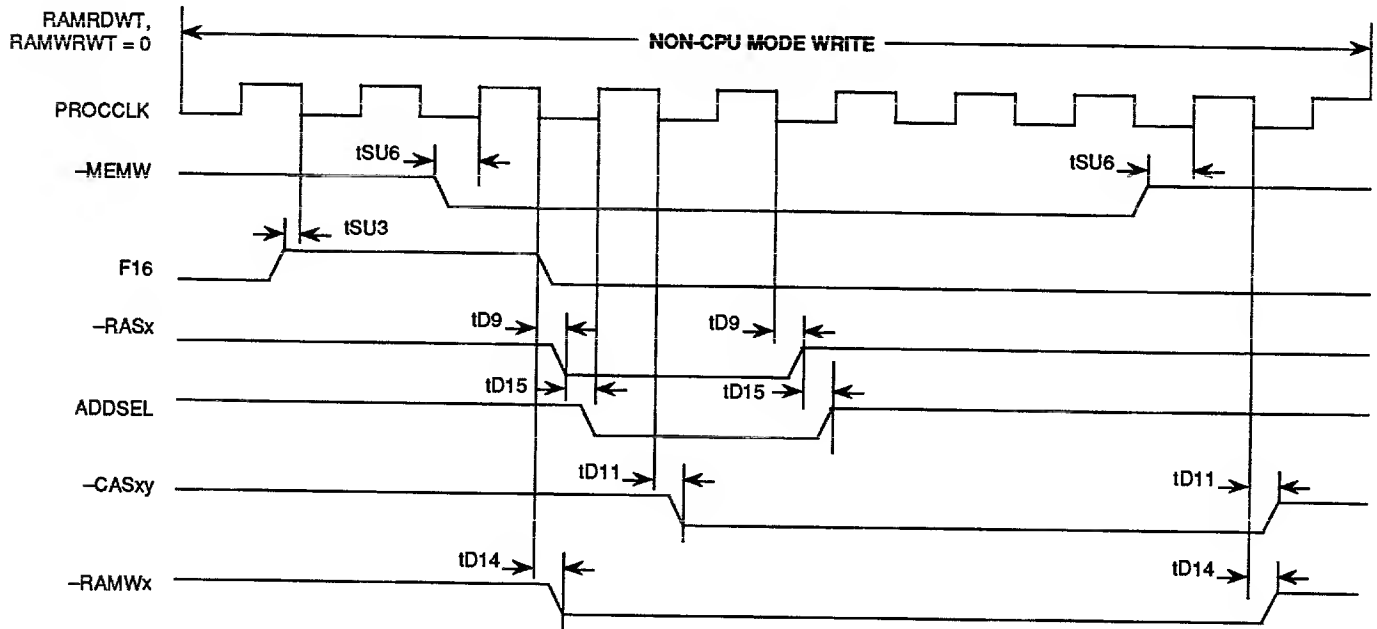 RAMRDWT,
RAMWRWT = 0
NON-CPU MODE WRITE
PROCCLK
tSU6
tSU6
–MEMW
tSU3
F16
tD9
tD9
–RASx
tD15
tD15
ADDSEL
tD11
tD11
–CASxy
tD14
tD14
–RAMWx